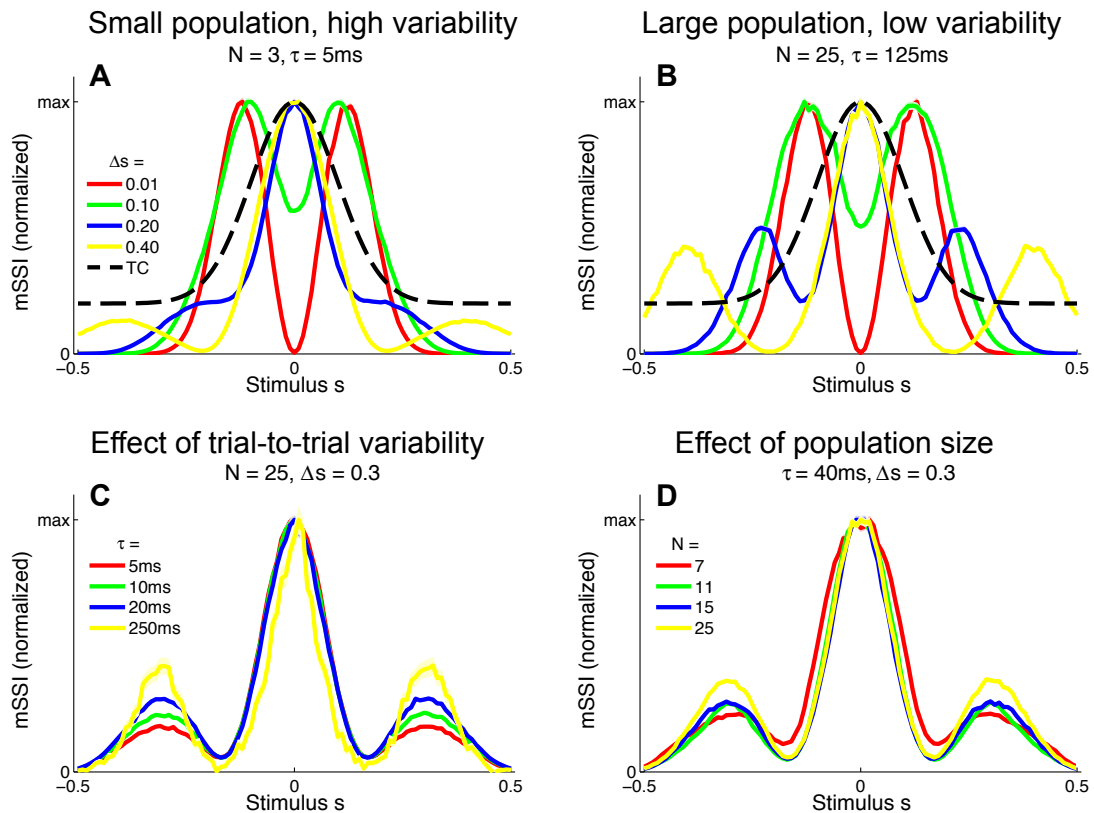 Small population, high variability
N = 3, τ = 5ms
A
max
mSSI (normalized)
Δs =
0.01
0.10
0.20
0.40
TC
0
−0.5
0
0.5
Stimulus s
Large population, low variability
N = 25, τ = 125ms
B
max
mSSI (normalized)
0
−0.5
0
0.5
Stimulus s
Effect of trial-to-trial variability
N = 25, Δs = 0.3
C
max
mSSI (normalized)
τ =
5ms
10ms
20ms
250ms
0
−0.5
0
0.5
Stimulus s
Effect of population size
τ = 40ms, Δs = 0.3
D
max
mSSI (normalized)
N =
7
11
15
25
0
−0.5
0
0.5
Stimulus s